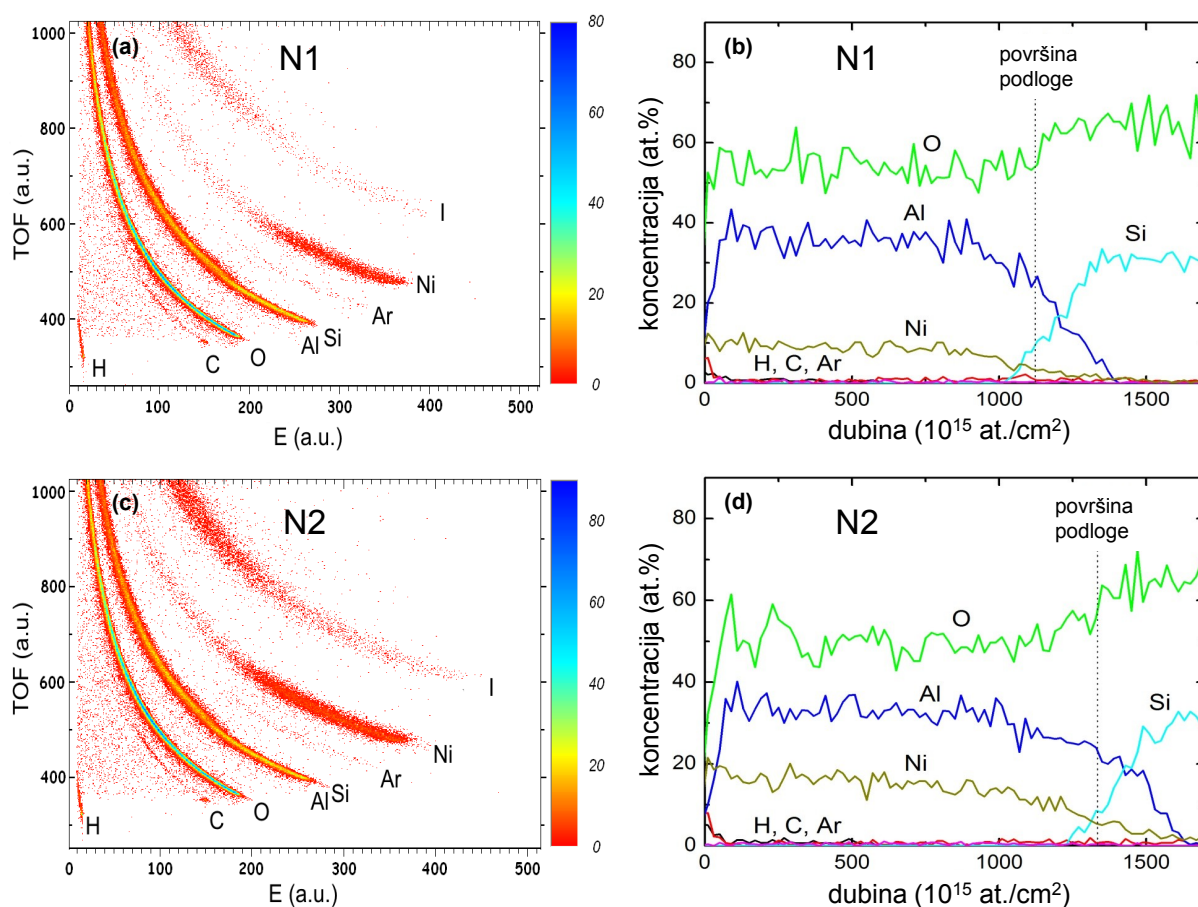 (a)
N1
TOF (a.u.)
1000
800
600
400
H
C
O
Al
Si
Ar
Ni
I
0
100
200
300
400
500
E (a.u.)
80
60
40
20
0
(b)
N1
površina
podloge
koncentracija (at.%)
80
60
40
20
0
O
Al
Si
Ni
H, C, Ar
0
500
1000
1500
dubina (10¹⁵ at./cm²)
(c)
N2
TOF (a.u.)
1000
800
600
400
H
C
O
Al
Si
Ar
Ni
I
0
100
200
300
400
500
E (a.u.)
80
60
40
20
0
(d)
N2
površina
podloge
koncentracija (at.%)
80
60
40
20
0
O
Al
Si
Ni
H, C, Ar
0
500
1000
1500
dubina (10¹⁵ at./cm²)